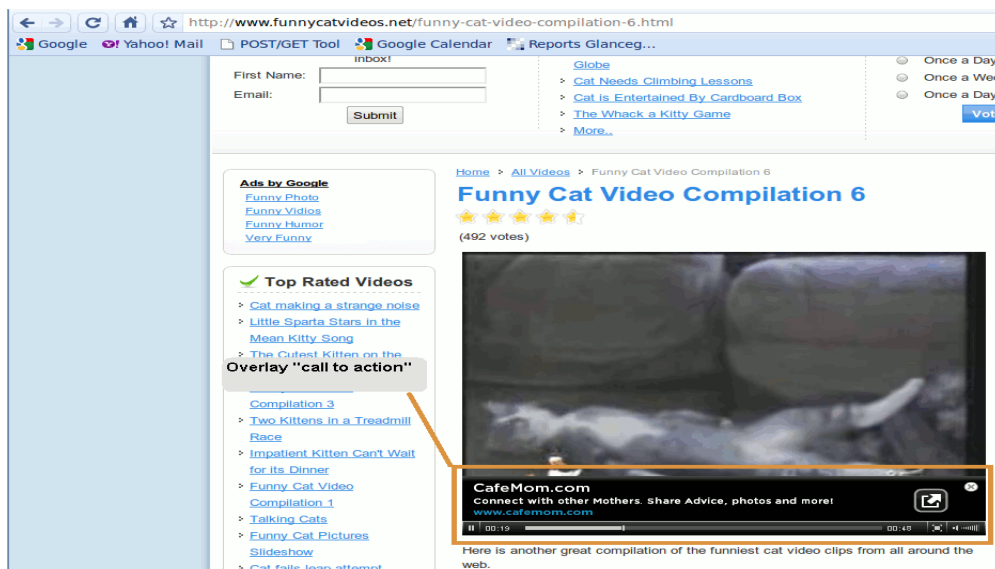 http://www.funnycatvideos.net/funny-cat-video-compilation-6.html
Google Yahoo! Mail POST/GET Tool Google Calendar Reports Glanceg...
inbox!
First Name:
Email:
Submit
Globe
Cat Needs Climbing Lessons
Cat is Entertained By Cardboard Box
The Whack a Kitty Game
More..
Once a Day
Once a Wee
Once a Day
Vot
Ads by Google
Funny Photo
Funny Vidios
Funny Humor
Very Funny
Top Rated Videos
Cat making a strange noise
Little Sparta Stars in the
Mean Kitty Song
The Cutest Kitten on the
Overlay "call to action"
Compilation 3
Two Kittens in a Treadmill
Race
Impatient Kitten Can't Wait
for its Dinner
Funny Cat Video
Compilation 1
Talking Cats
Funny Cat Pictures
Slideshow
Cat fails leap attempt
Home > All Videos > Funny Cat Video Compilation 6
Funny Cat Video Compilation 6
(492 votes)
CafeMom.com
Connect with other Mothers. Share Advice, photos and more!
www.cafemom.com
00:19 00:48
Here is another great compilation of the funniest cat video clips from all around the
web.